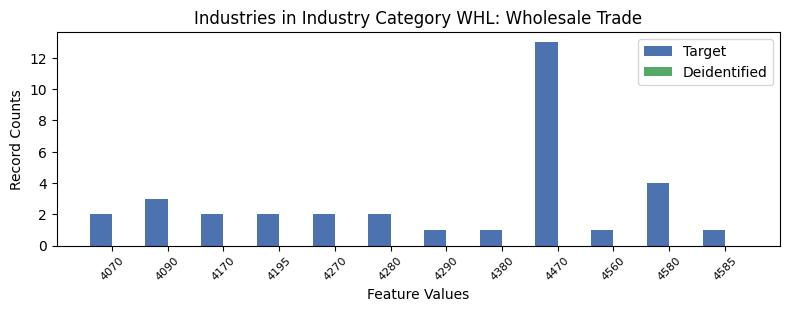 Industries in Industry Category WHL: Wholesale Trade
Target
Deidentified
Record Counts
12
10
8
6
4
2
0
4070 4090 4170 4195 4270 4280 4290 4380 4470 4560 4580 4585
Feature Values